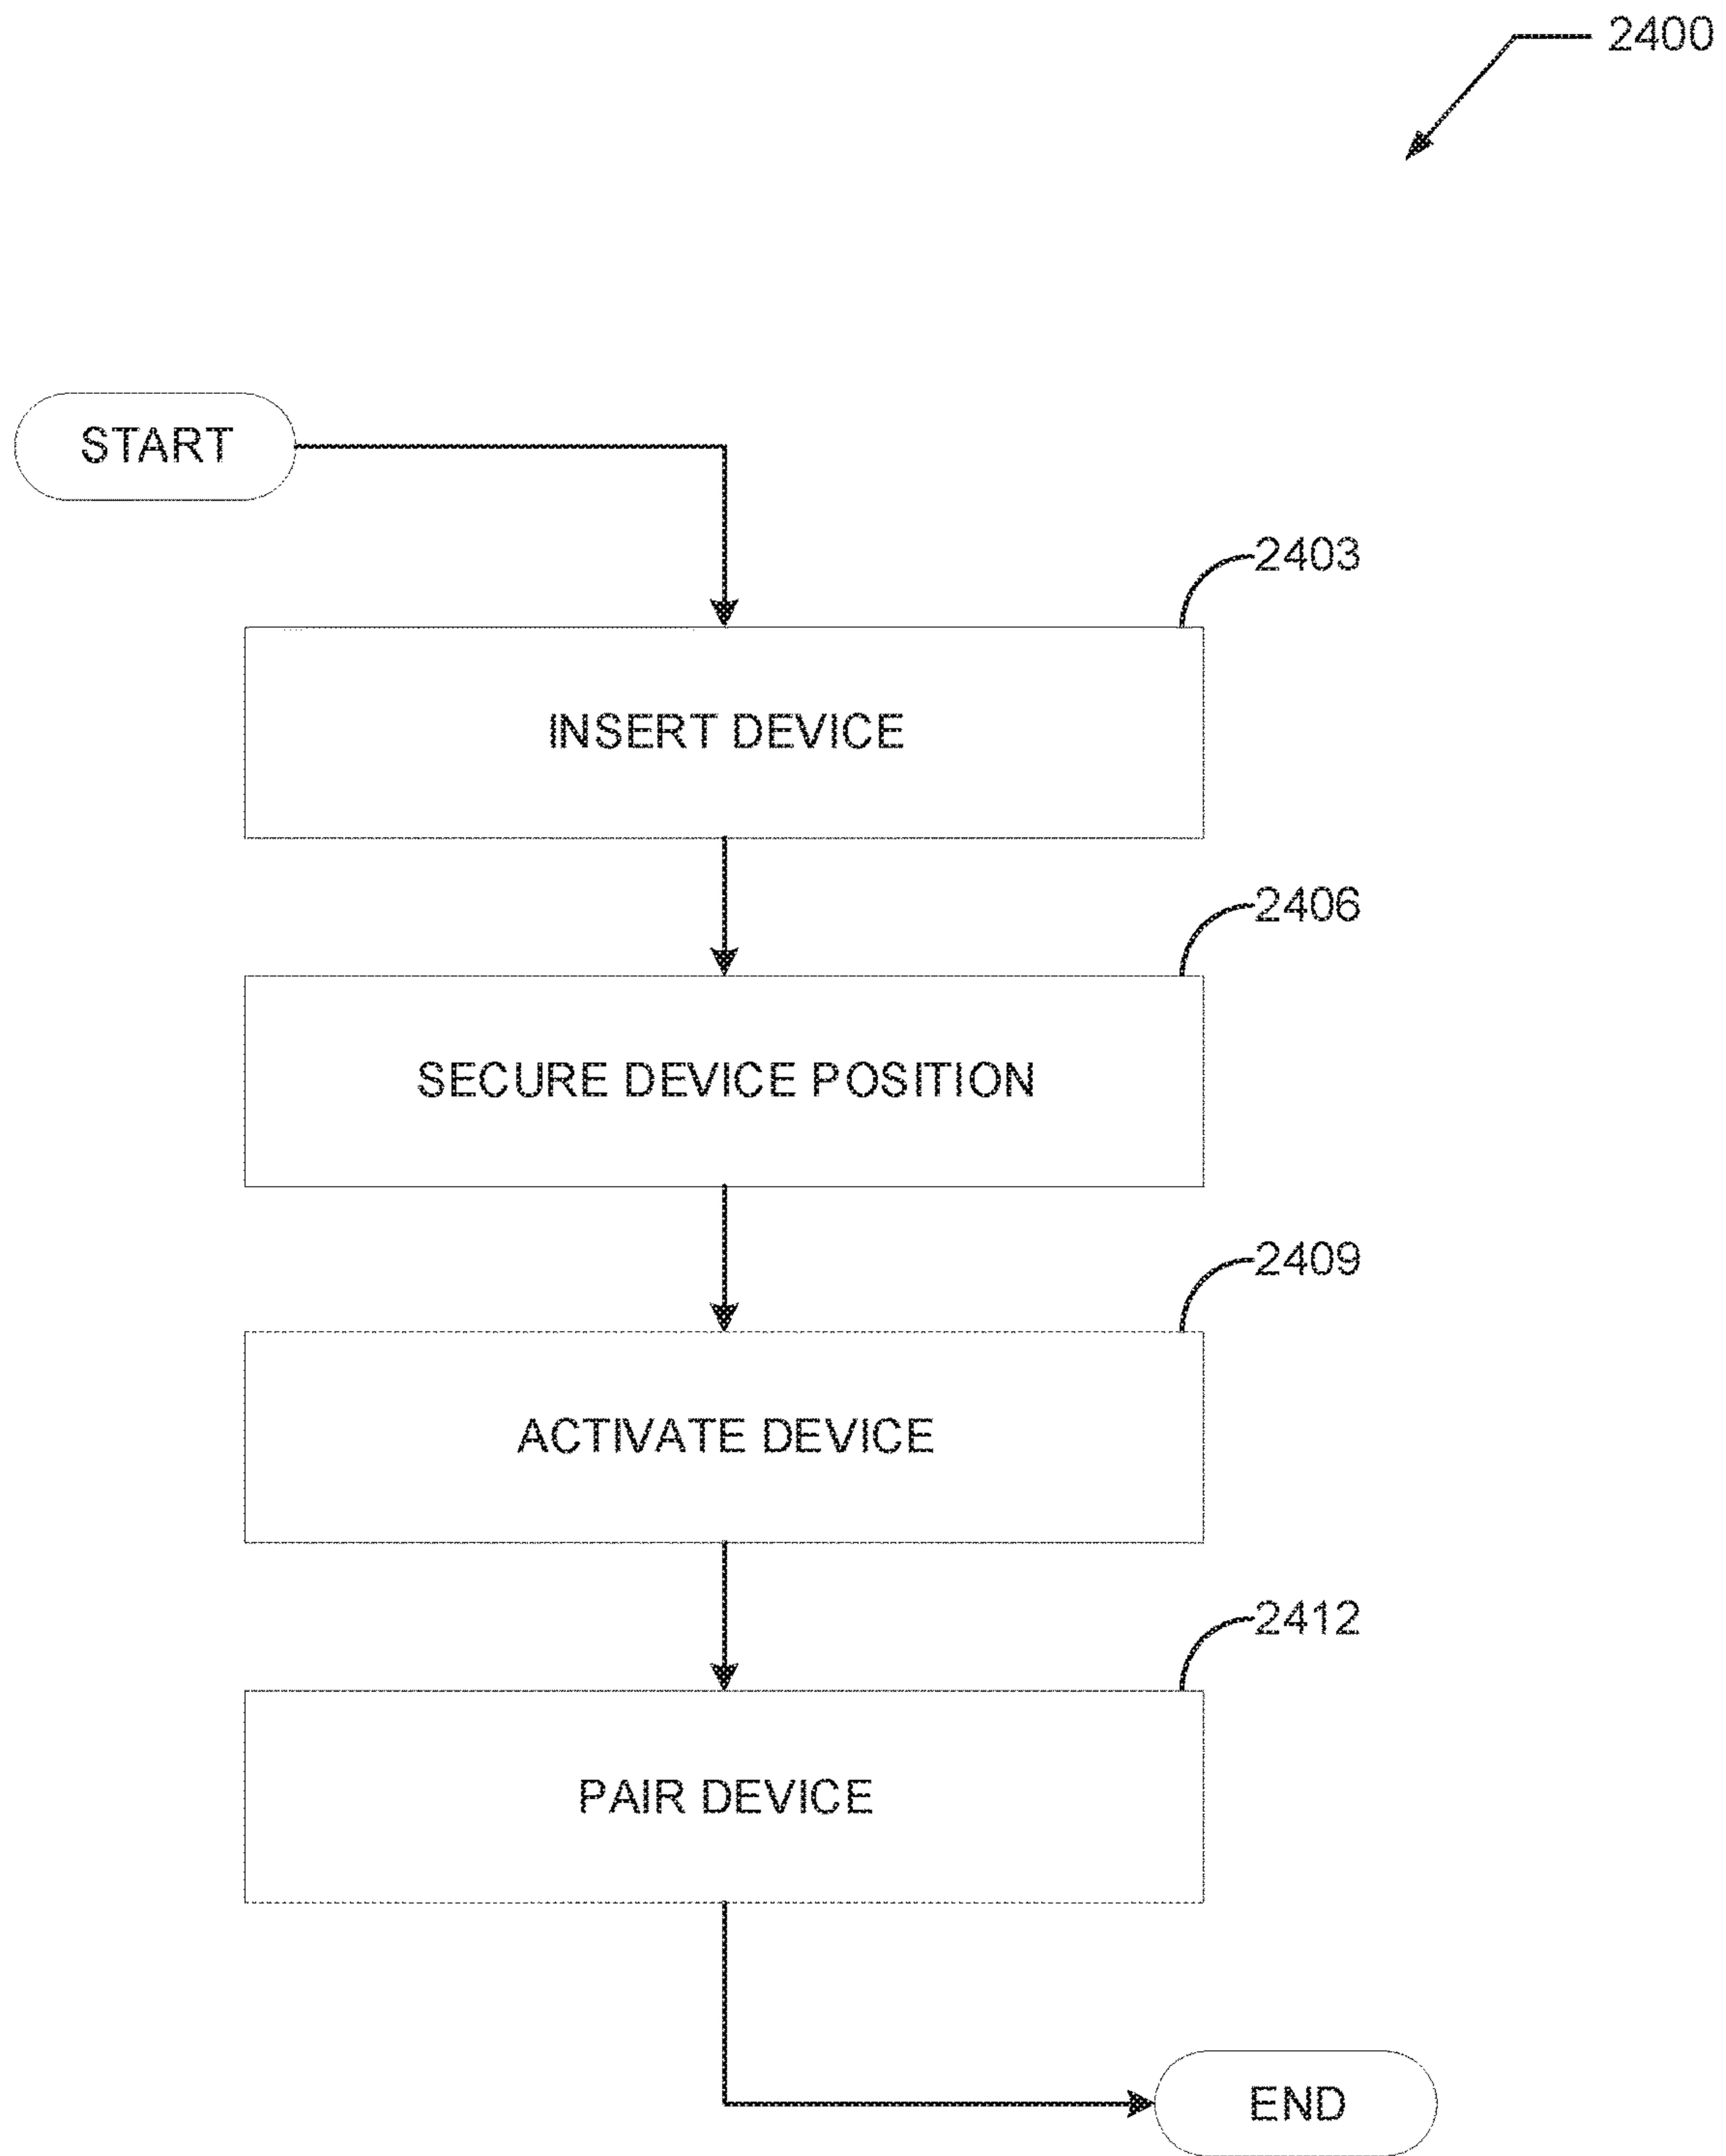 2400
START
2403
INSERT DEVICE
2406
SECURE DEVICE POSITION
2409
ACTIVATE DEVICE
2412
PAIR DEVICE
END